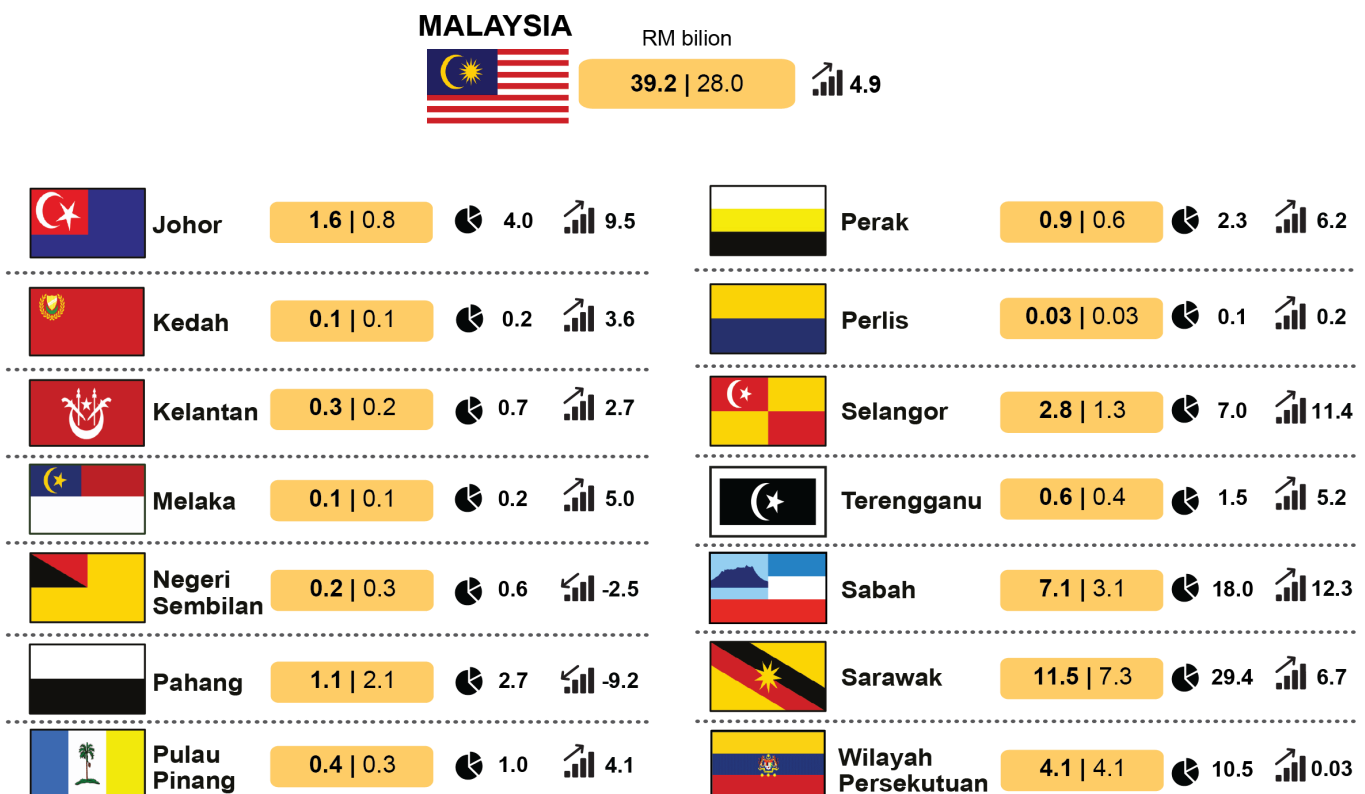 MALAYSIA
RM bilion
39.2 | 28.0
4.9
Johor
1.6 | 0.8
4.0
9.5
Kedah
0.1 | 0.1
0.2
3.6
Kelantan
0.3 | 0.2
0.7
2.7
Melaka
0.1 | 0.1
0.2
5.0
Negeri
Sembilan
0.2 | 0.3
0.6
-2.5
Pahang
1.1 | 2.1
2.7
-9.2
Pulau
Pinang
0.4 | 0.3
1.0
4.1
Perak
0.9 | 0.6
2.3
6.2
Perlis
0.03 | 0.03
0.1
0.2
Selangor
2.8 | 1.3
7.0
11.4
Terengganu
0.6 | 0.4
1.5
5.2
Sabah
7.1 | 3.1
18.0
12.3
Sarawak
11.5 | 7.3
29.4
6.7
Wilayah
Persekutuan
4.1 | 4.1
10.5
0.03